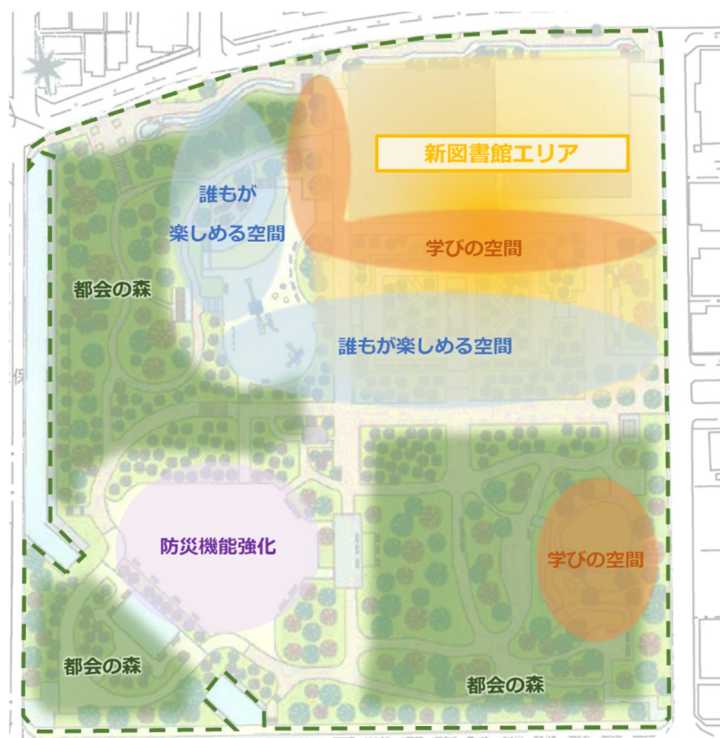 新図書館エリア
誰もが
楽しめる空間
学びの空間
都会の森
誰もが楽しめる空間
防災機能強化
学びの空間
都会の森
都会の森
保